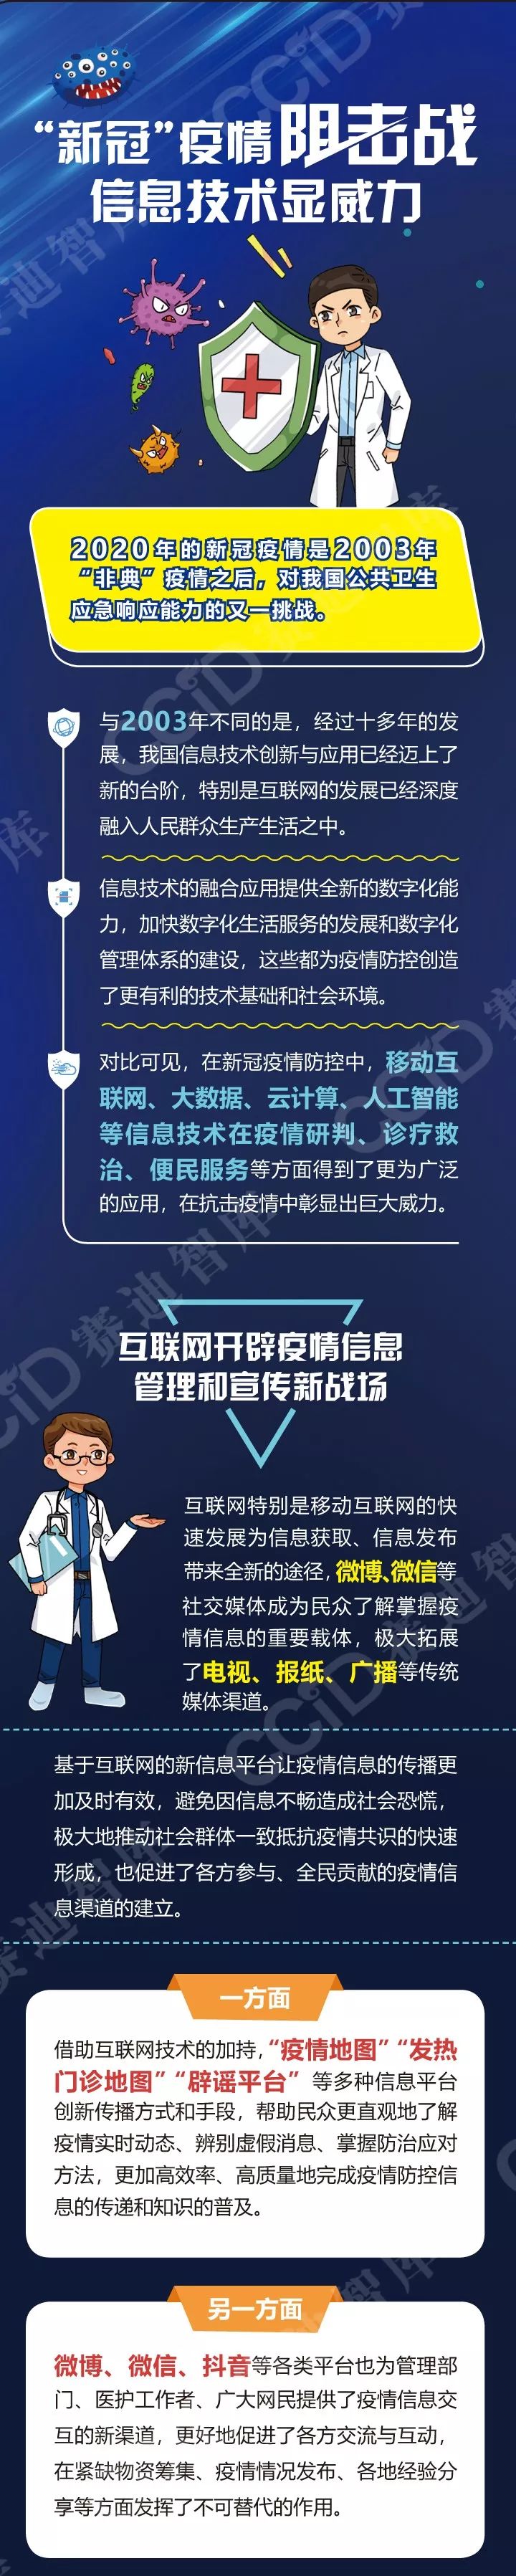 “新冠”疫情阻击战
信息技术显威力
2020年的新冠疫情是2003年
“非典”疫情之后，对我国公共卫生
应急响应能力的又一挑战。
与2003年不同的是，经过十多年的发
展，我国信息技术创新与应用已经迈上了
新的台阶，特别是互联网的发展已经深度
融入人民群众生产生活之中。
信息技术的融合应用提供全新的数字化能
力，加快数字化生活服务的发展和数字化
管理体系的建设，这些都为疫情防控创造
了更有利的技术基础和社会环境。
对比可见，在新冠疫情防控中，移动互
联网、大数据、云计算、人工智能
等信息技术在疫情研判、诊疗救
治、便民服务等方面得到了更为广泛
的应用，在抗击疫情中彰显出巨大威力。
互联网开辟疫情信息
管理和宣传新战场
互联网特别是移动互联网的快
速发展为信息获取、信息发布
带来全新的途径，微博、微信等
社交媒体成为民众了解掌握疫
情信息的重要载体，极大拓展
了电视、报纸、广播等传统
媒体渠道。
基于互联网的新信息平台让疫情信息的传播更
加及时有效，避免因信息不畅造成社会恐慌，
极大地推动社会群体一致抵抗疫情共识的快速
形成，也促进了各方参与、全民贡献的疫情信
息渠道的建立。
一方面
借助互联网技术的加持，“疫情地图”“发热
门诊地图”“辟谣平台”等多种信息平台
创新传播方式和手段，帮助民众更直观地了解
疫情实时动态、辨别虚假消息、掌握防治应对
方法，更加高效率、高质量地完成疫情防控信
息的传递和知识的普及。
另一方面
微博、微信、抖音等各类平台也为管理部
门、医护工作者、广大网民提供了疫情信息交
互的新渠道，更好地促进了各方交流与互动，
在紧缺物资筹集、疫情情况发布、各地经验分
享等方面发挥了不可替代的作用。
CCiD赛迪智库